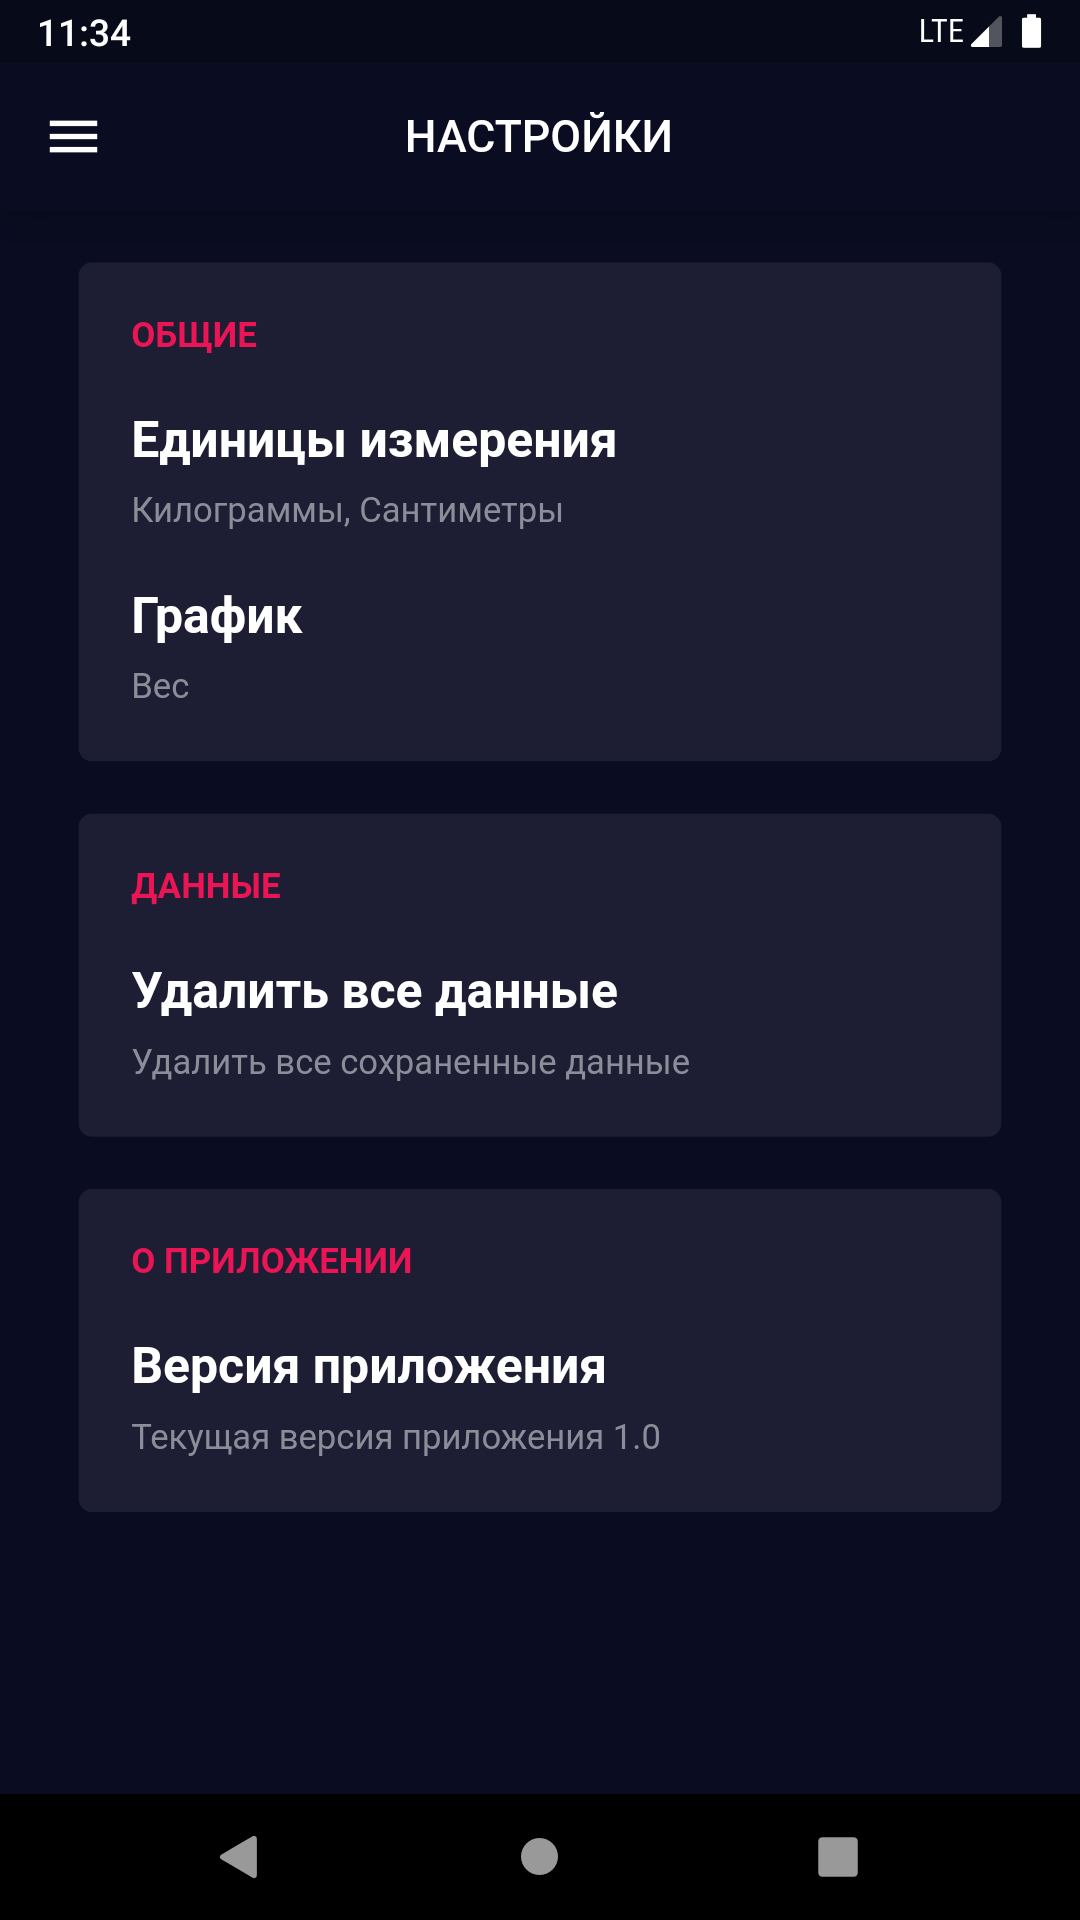 11:34
LTE
НАСТРОЙКИ
ОБЩИЕ
Единицы измерения
Килограммы, Сантиметры
График
Вес
ДАННЫЕ
Удалить все данные
Удалить все сохраненные данные
О ПРИЛОЖЕНИИ
Версия приложения
Текущая версия приложения 1.0